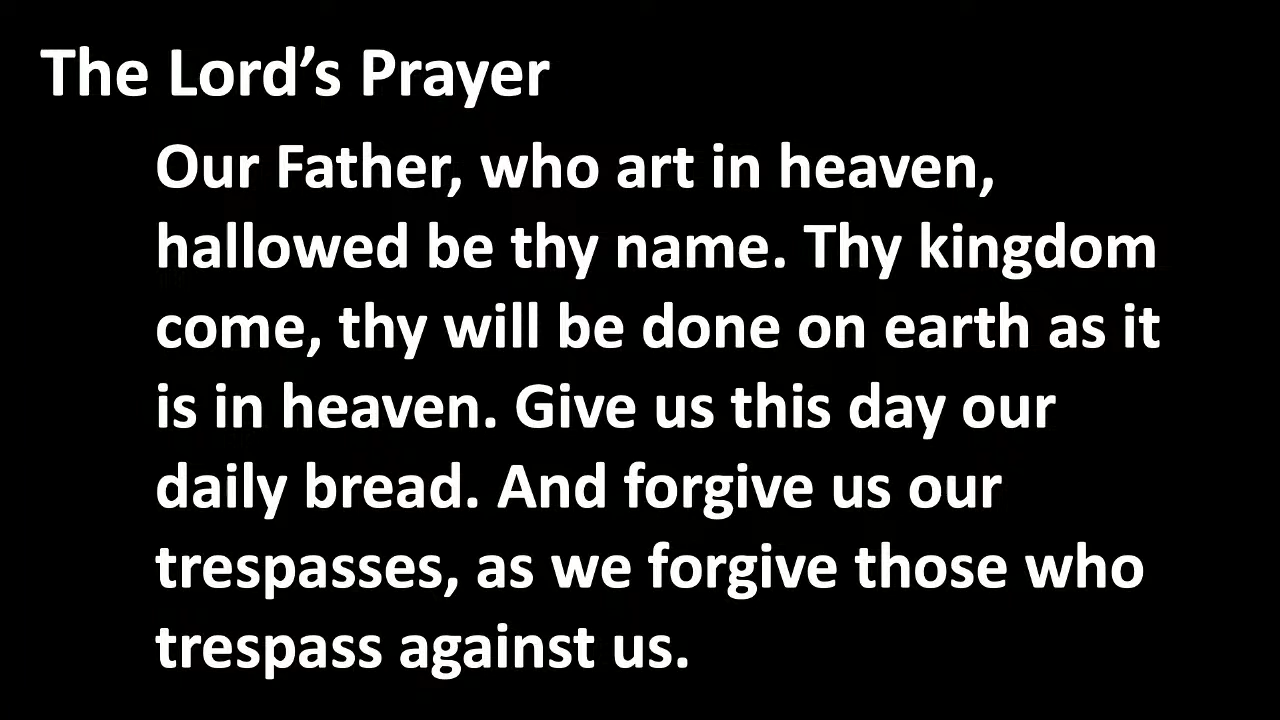 The Lord’s Prayer
Our Father, who art in heaven,
hallowed be thy name. Thy kingdom
come, thy will be done on earth as it
is in heaven. Give us this day our
daily bread. And forgive us our
trespasses, as we forgive those who
trespass against us.